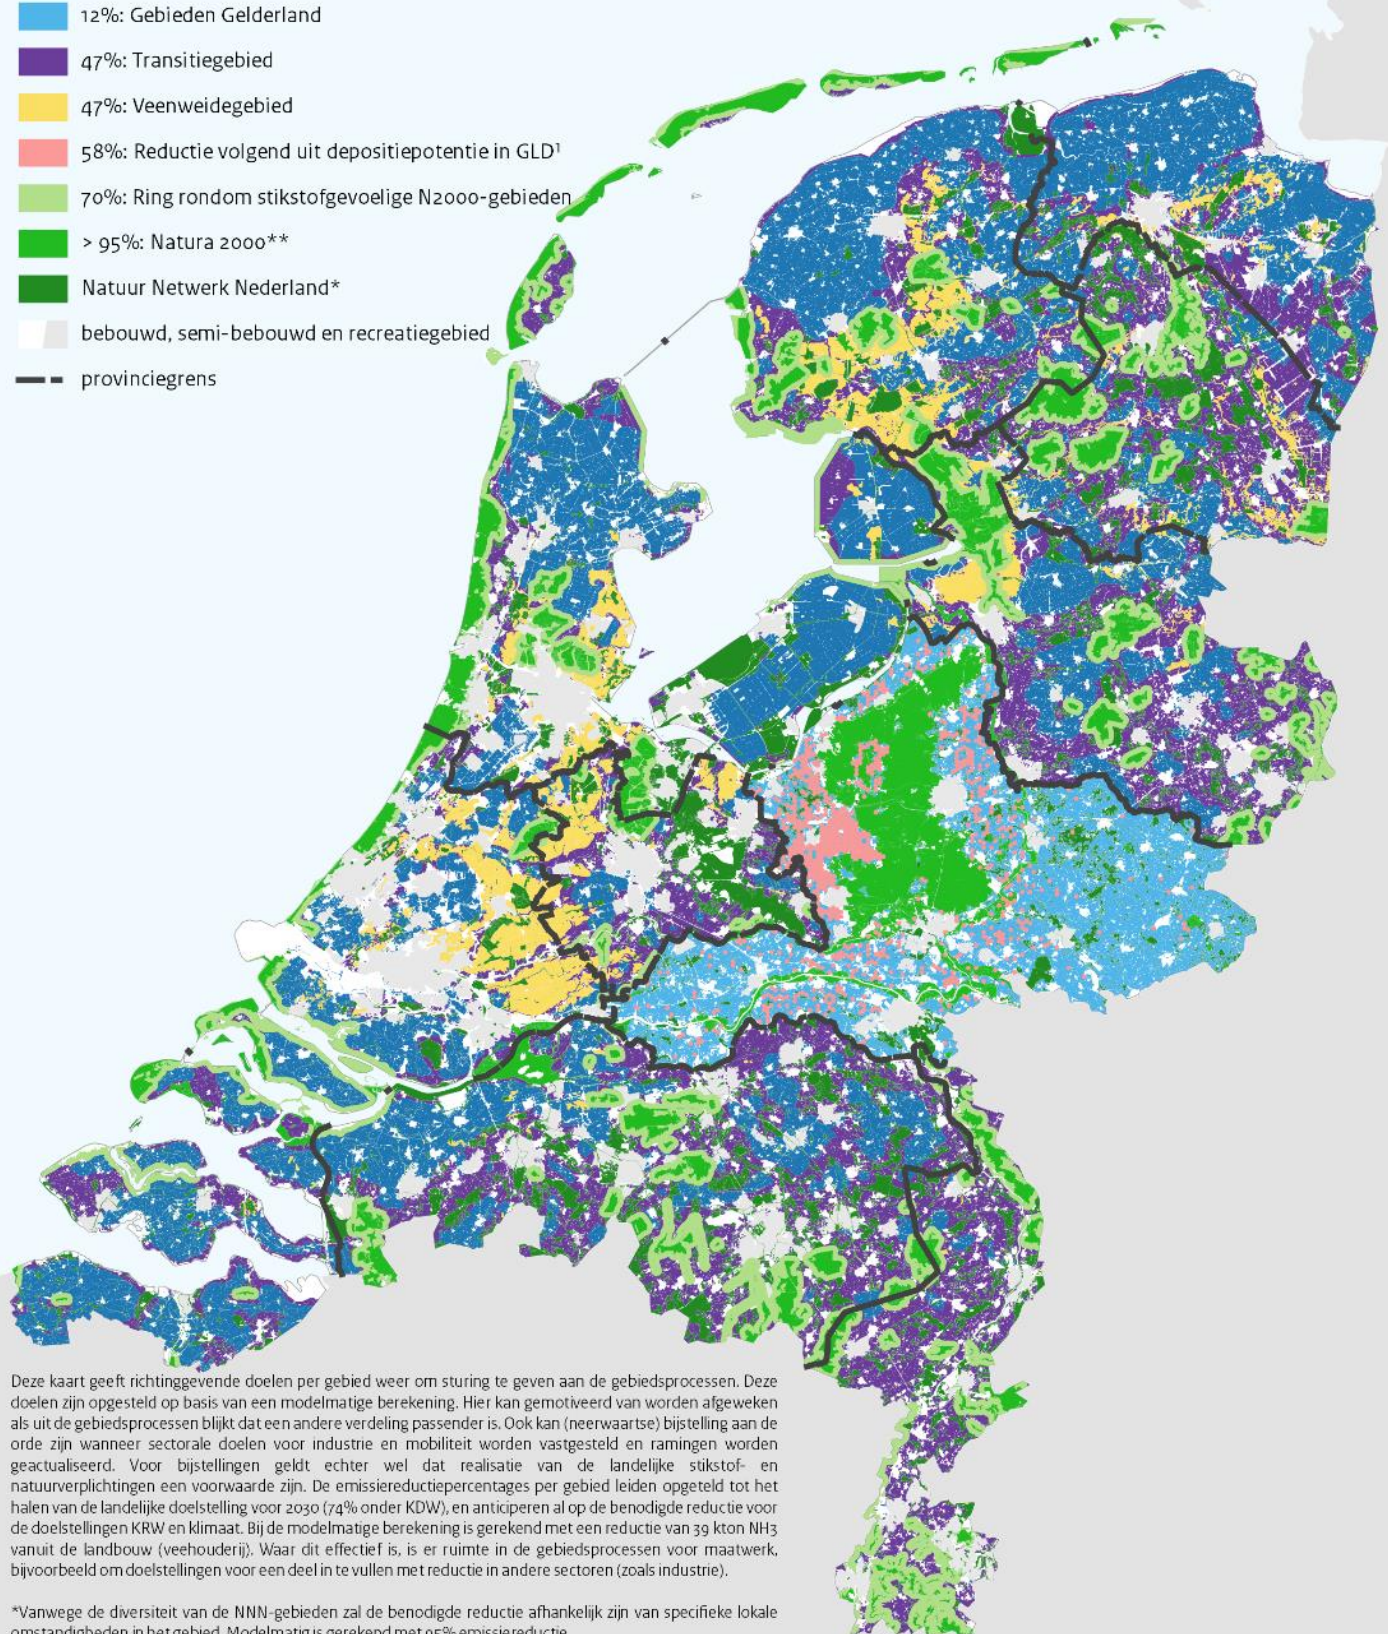 12%: Gebieden Gelderland
47%: Transitiegebied
47%: Veenweidegebied
58%: Reductie volgend uit depositiepotentie in GLD¹
70%: Ring rondom stikstofgevoelige N2000-gebieden
> 95%: Natura 2000**
Natuur Netwerk Nederland*
bebouwd, semi-bebouwd en recreatiegebied
provinciegrens
Deze kaart geeft richtinggevende doelen per gebied weer om sturing te geven aan de gebiedsprocessen. Deze
doelen zijn opgesteld op basis van een modelmatige berekening. Hier kan gemotiveerd van worden afgeweken
als uit de gebiedsprocessen blijkt dat een andere verdeling passender is. Ook kan (neerwaartse) bijstelling aan de
orde zijn wanneer sectorale doelen voor industrie en mobiliteit worden vastgesteld en ramingen worden
geactualiseerd. Voor bijstellingen geldt echter wel dat realisatie van de landelijke stikstof- en
natuurverplichtingen een voorwaarde zijn. De emissiereductiepercentages per gebied leiden opgeteld tot het
halen van de landelijke doelstelling voor 2030 (74% onder KDW), en anticiperen al op de benodigde reductie voor
de doelstellingen KRW en klimaat. Bij de modelmatige berekening is gerekend met een reductie van 39 kton NH3
vanuit de landbouw (veehouderij). Waar dit effectief is, is er ruimte in de gebiedsprocessen voor maatwerk,
bijvoorbeeld om doelstellingen voor een deel in te vullen met reductie in andere sectoren (zoals industrie).
*Vanwege de diversiteit van de NNN-gebieden zal de benodigde reductie afhankelijk zijn van specifieke lokale
omstandigheden in het gebied. Modelmatig is gerekend met 95% emissiereductie